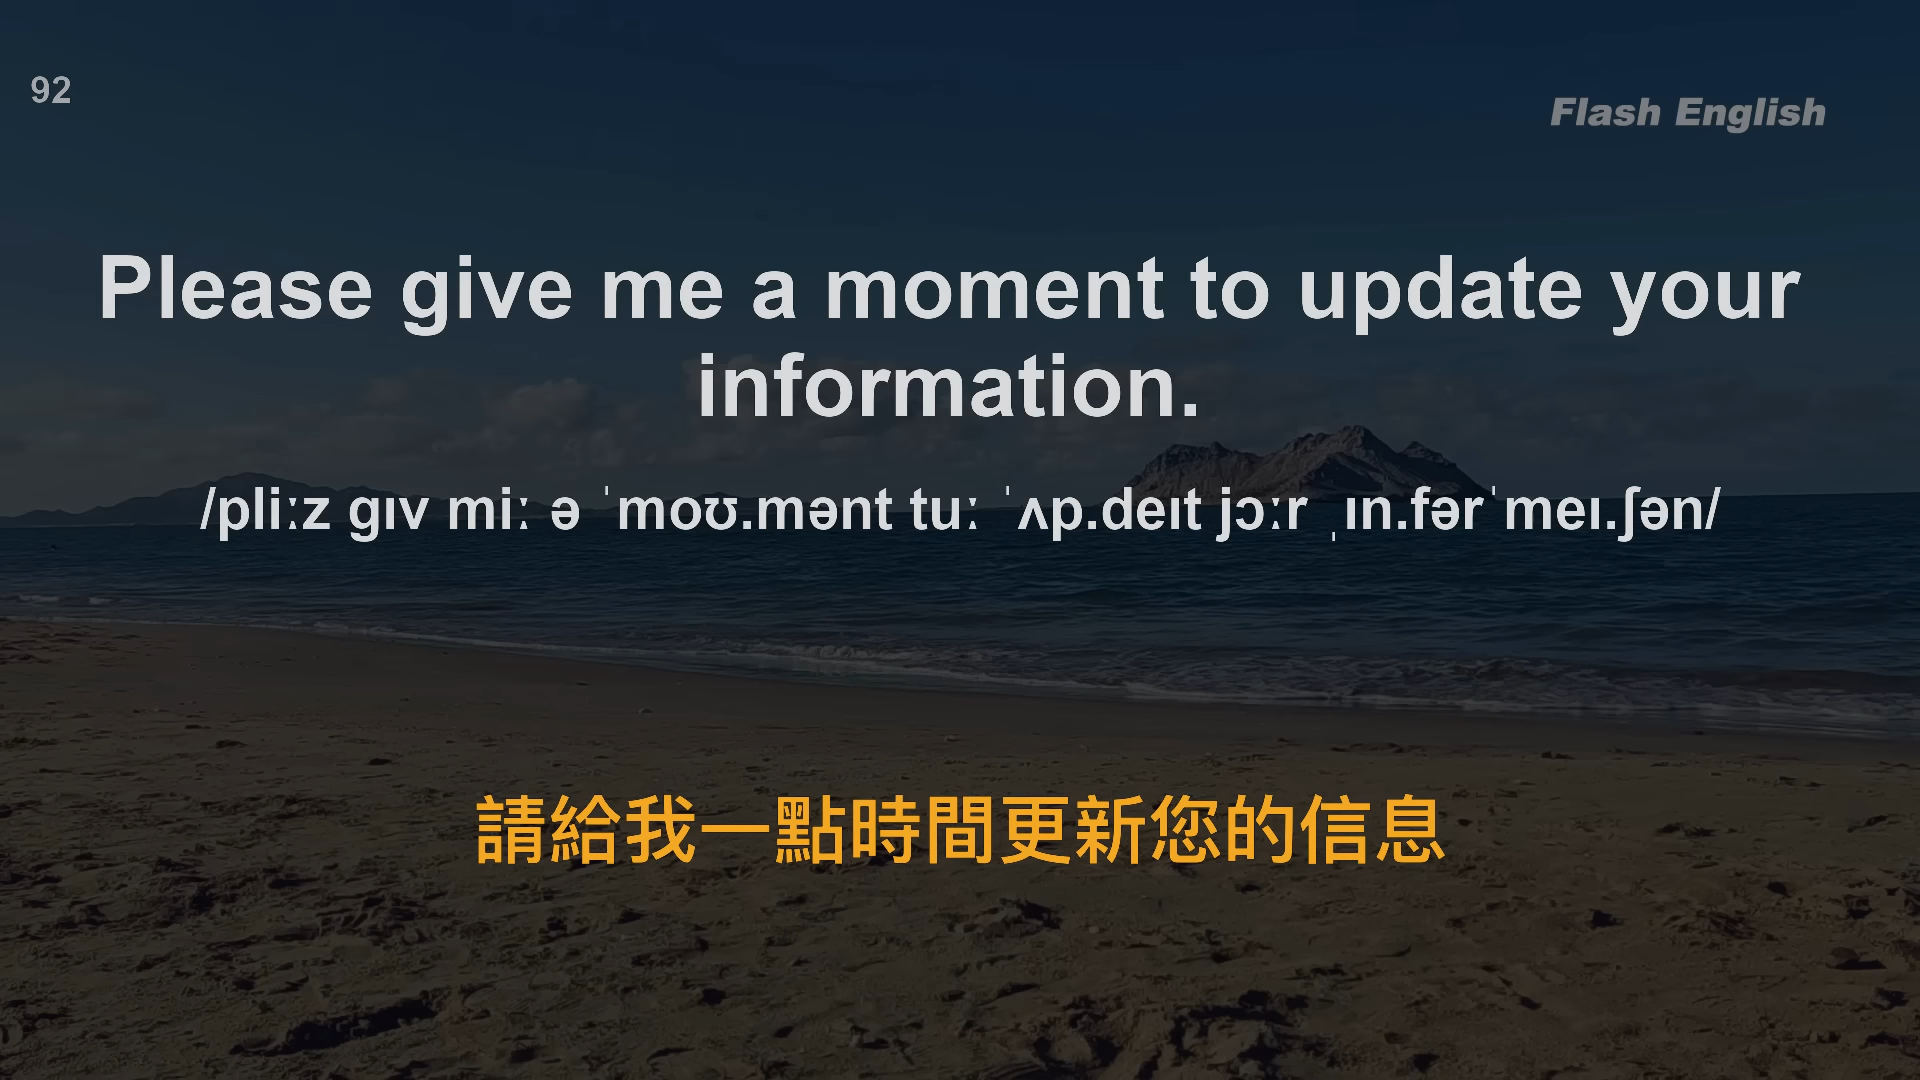 92
Flash English
Please give me a moment to update your
information.
/pliːz ɡɪv miː ə ˈmoʊ.mənt tuː ˈʌp.deɪt jɔːr ˌɪn.fərˈmeɪ.ʃən/
請給我一點時間更新您的信息